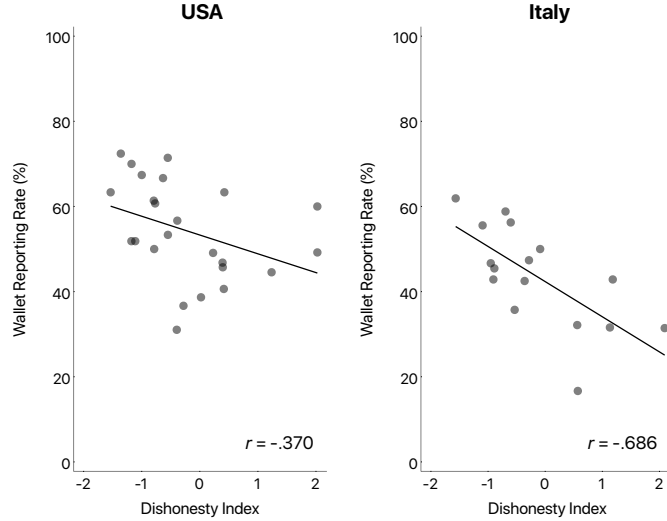 USA
Wallet Reporting Rate (%)
100
80
60
40
20
0
-2 -1 0 1 2
Dishonesty Index
r = -.370
Italy
Wallet Reporting Rate (%)
100
80
60
40
20
0
-2 -1 0 1 2
Dishonesty Index
r = -.686